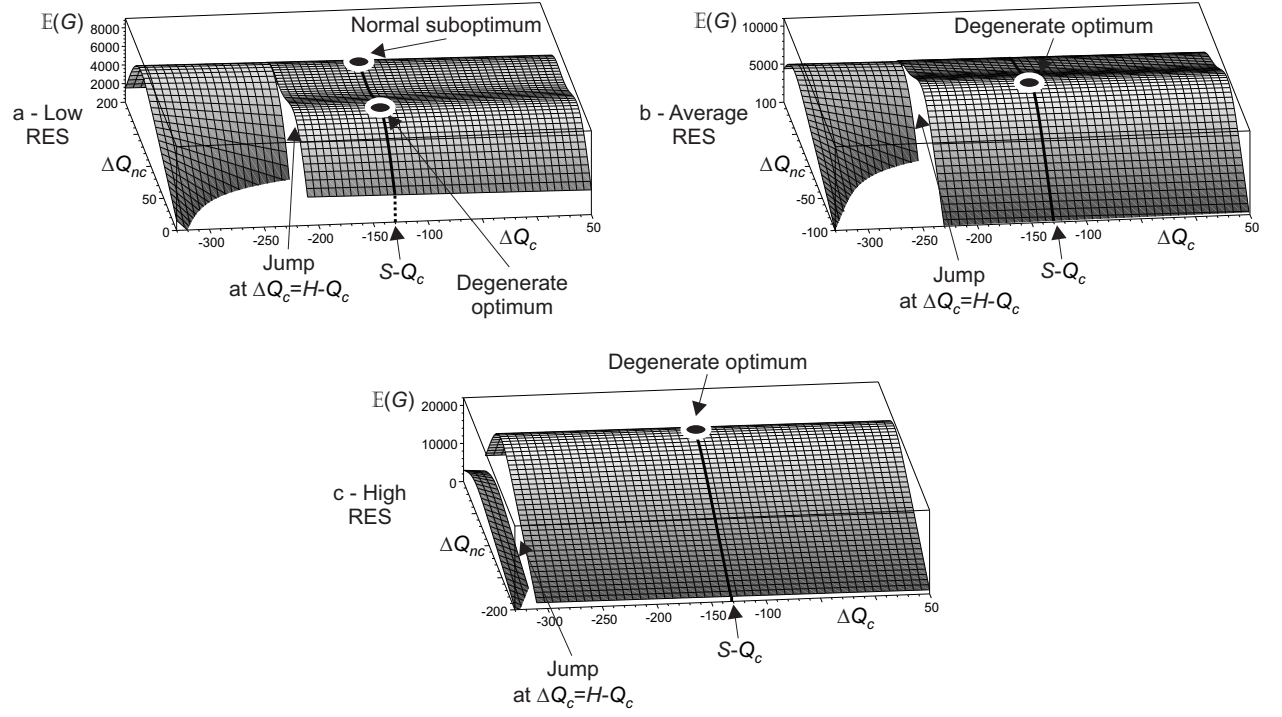 𝔼(G)
8000
6000
4000
2000
200
a - Low
RES
ΔQnc
50
0
-300
-250
-200
-150
-100
50
ΔQc
Normal suboptimum
Jump
at ΔQc=H-Qc
S-Qc
Degenerate
optimum
𝔼(G)
10000
5000
100
b - Average
RES
ΔQnc
-50
-100
-300
-250
-200
-150
-100
50
ΔQc
Degenerate optimum
Jump
at ΔQc=H-Qc
S-Qc
Degenerate optimum
𝔼(G)
20000
10000
0
c - High
RES
ΔQnc
-200
-300
-250
-200
-150
-100
50
ΔQc
S-Qc
Jump
at ΔQc=H-Qc